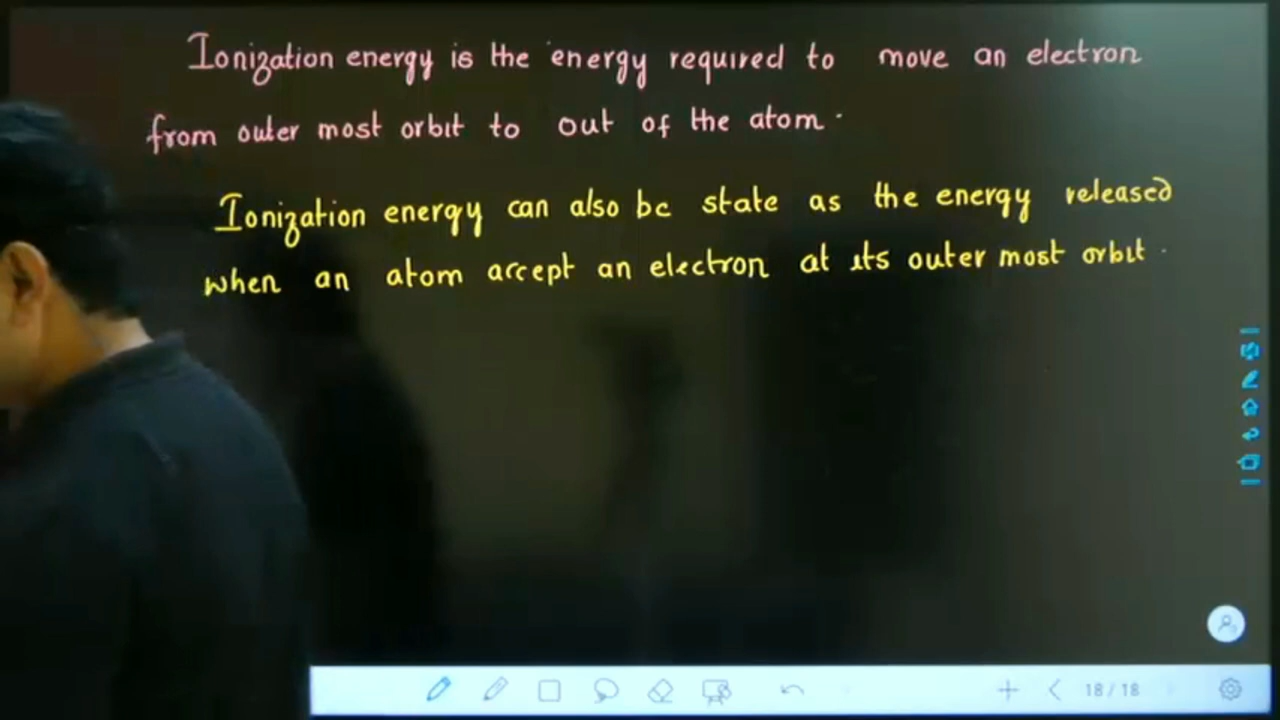 Ionization energy is the energy required to move an electron
from outer most orbit to out of the atom.
Ionization energy can also be state as the energy released
when an atom accept an electron at its outer most orbit.
18/18